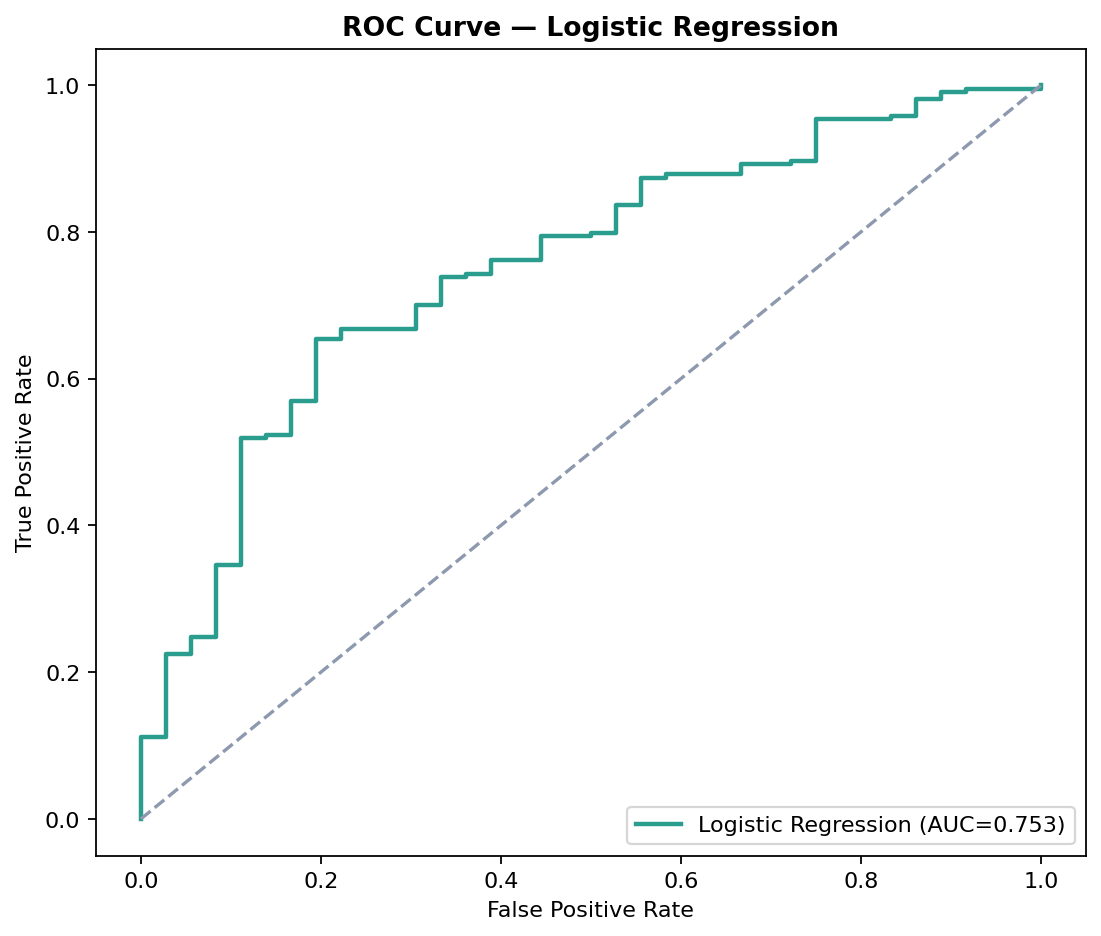 ROC Curve — Logistic Regression
True Positive Rate
1.0
0.8
0.6
0.4
0.2
0.0
Logistic Regression (AUC=0.753)
0.0 0.2 0.4 0.6 0.8 1.0
False Positive Rate